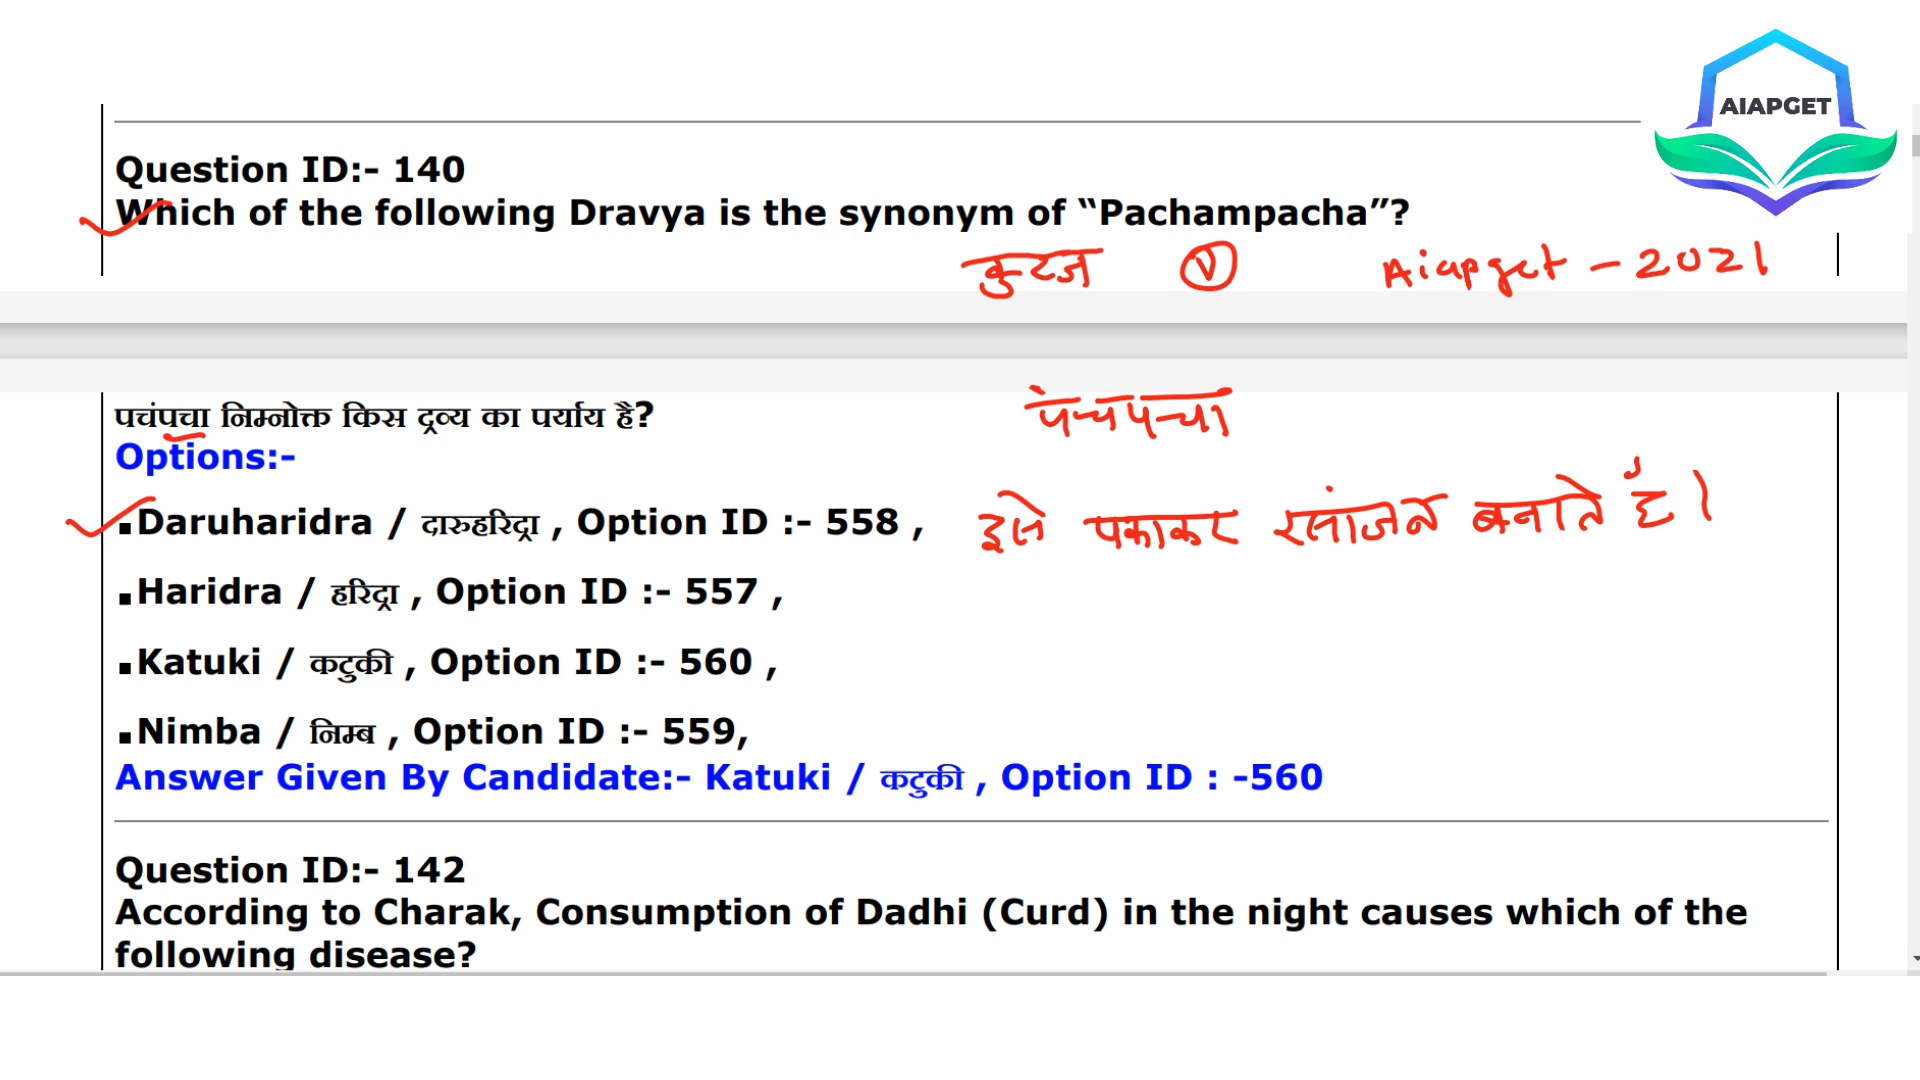 AIAPGET
Question ID:- 140
Which of the following Dravya is the synonym of “Pachampacha”?
कुटज V Aiapget - 2021
पचंपचा निम्नोक्त किस द्रव्य का पर्याय है?
पंचपचा
Options:-
▪Daruharidra / दारुहरिद्रा , Option ID :- 558 ,
इसे पकाकर रसांजन बनाते है।
▪Haridra / हरिद्रा , Option ID :- 557 ,
▪Katuki / कटुकी , Option ID :- 560 ,
▪Nimba / निम्ब , Option ID :- 559,
Answer Given By Candidate:- Katuki / कटुकी , Option ID : -560
Question ID:- 142
According to Charak, Consumption of Dadhi (Curd) in the night causes which of the
following disease?